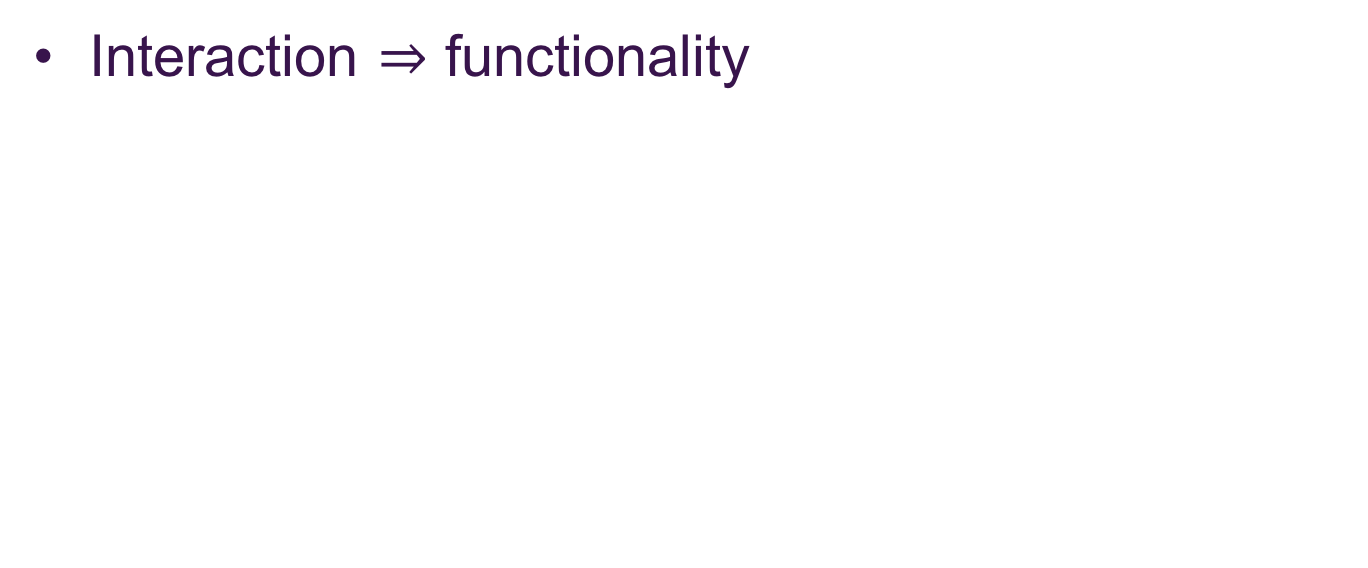 • Interaction ⇒ functionality